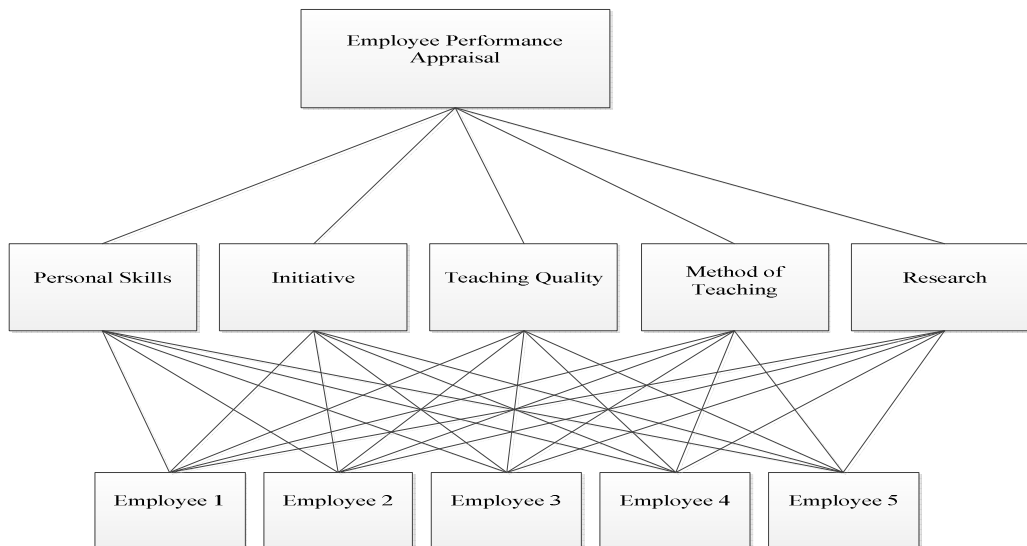 Employee Performance
Appraisal
Personal Skills
Initiative
Teaching Quality
Method of
Teaching
Research
Employee 1
Employee 2
Employee 3
Employee 4
Employee 5